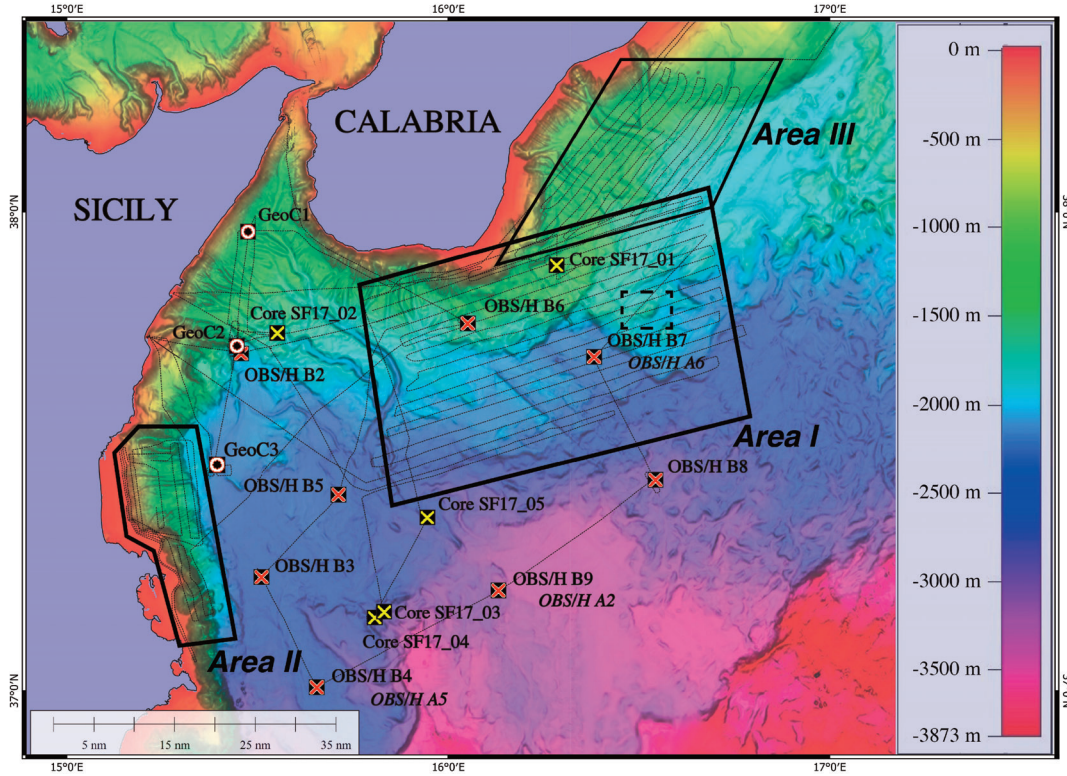 15°0'E 16°0'E 17°0'E
0 m
-500 m
-1000 m
-1500 m
-2000 m
-2500 m
-3000 m
-3500 m
-3873 m
CALABRIA
SICILY
Area III
38°0'N
GeoC1
Core SF17_01
OBS/H B6
Core SF17_02
GeoC2
OBS/H B2
OBS/H B7
OBS/H A6
Area I
GeoC3
OBS/H B5
OBS/H B8
Core SF17_05
OBS/H B3
OBS/H B9
OBS/H A2
Core SF17_03
Core SF17_04
Area II
OBS/H B4
OBS/H A5
37°0'N
5 nm 15 nm 25 nm 35 nm
15°0'E 16°0'E 17°0'E